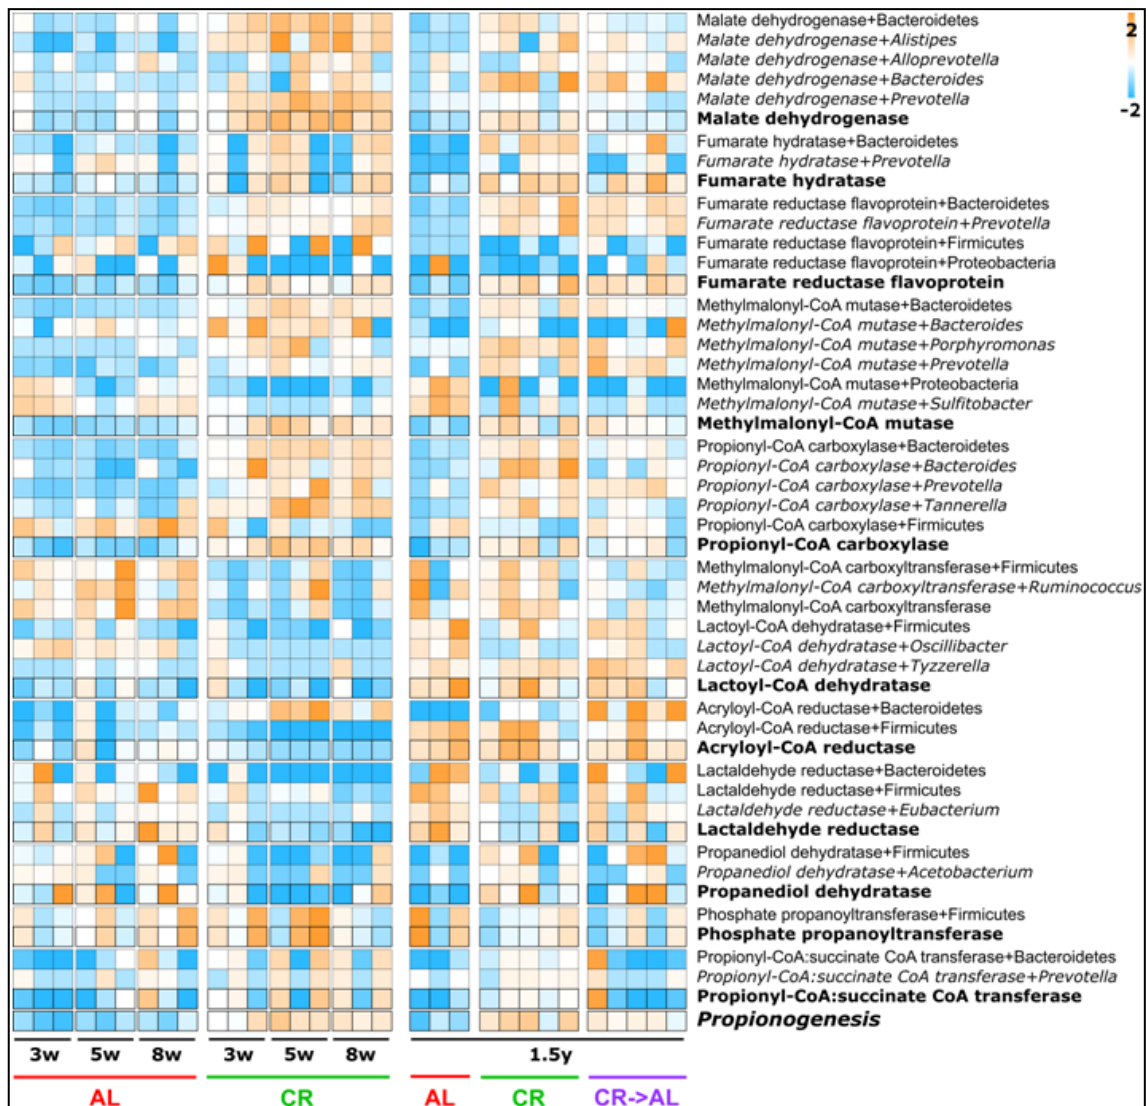 Malate dehydrogenase+Bacteroidetes
2
Malate dehydrogenase+Alistipes
Malate dehydrogenase+Alloprevotella
Malate dehydrogenase+Bacteroides
Malate dehydrogenase+Prevotella
-2
Malate dehydrogenase
Fumarate hydratase+Bacteroidetes
Fumarate hydratase+Prevotella
Fumarate hydratase
Fumarate reductase flavoprotein+Bacteroidetes
Fumarate reductase flavoprotein+Prevotella
Fumarate reductase flavoprotein+Firmicutes
Fumarate reductase flavoprotein+Proteobacteria
Fumarate reductase flavoprotein
Methylmalonyl-CoA mutase+Bacteroidetes
Methylmalonyl-CoA mutase+Bacteroides
Methylmalonyl-CoA mutase+Porphyromonas
Methylmalonyl-CoA mutase+Prevotella
Methylmalonyl-CoA mutase+Proteobacteria
Methylmalonyl-CoA mutase+Sulfitobacter
Methylmalonyl-CoA mutase
Propionyl-CoA carboxylase+Bacteroidetes
Propionyl-CoA carboxylase+Bacteroides
Propionyl-CoA carboxylase+Prevotella
Propionyl-CoA carboxylase+Tannerella
Propionyl-CoA carboxylase+Firmicutes
Propionyl-CoA carboxylase
Methylmalonyl-CoA carboxyltransferase+Firmicutes
Methylmalonyl-CoA carboxyltransferase+Ruminococcus
Methylmalonyl-CoA carboxyltransferase
Lactoyl-CoA dehydratase+Firmicutes
Lactoyl-CoA dehydratase+Oscillibacter
Lactoyl-CoA dehydratase+Tyzzerella
Lactoyl-CoA dehydratase
Acryloyl-CoA reductase+Bacteroidetes
Acryloyl-CoA reductase+Firmicutes
Acryloyl-CoA reductase
Lactaldehyde reductase+Bacteroidetes
Lactaldehyde reductase+Firmicutes
Lactaldehyde reductase+Eubacterium
Lactaldehyde reductase
Propanediol dehydratase+Firmicutes
Propanediol dehydratase+Acetobacterium
Propanediol dehydratase
Phosphate propanoyltransferase+Firmicutes
Phosphate propanoyltransferase
Propionyl-CoA:succinate CoA transferase+Bacteroidetes
Propionyl-CoA:succinate CoA transferase+Prevotella
Propionyl-CoA:succinate CoA transferase
Propionogenesis
3w 5w 8w 3w 5w 8w 1.5y
AL CR AL CR CR->AL